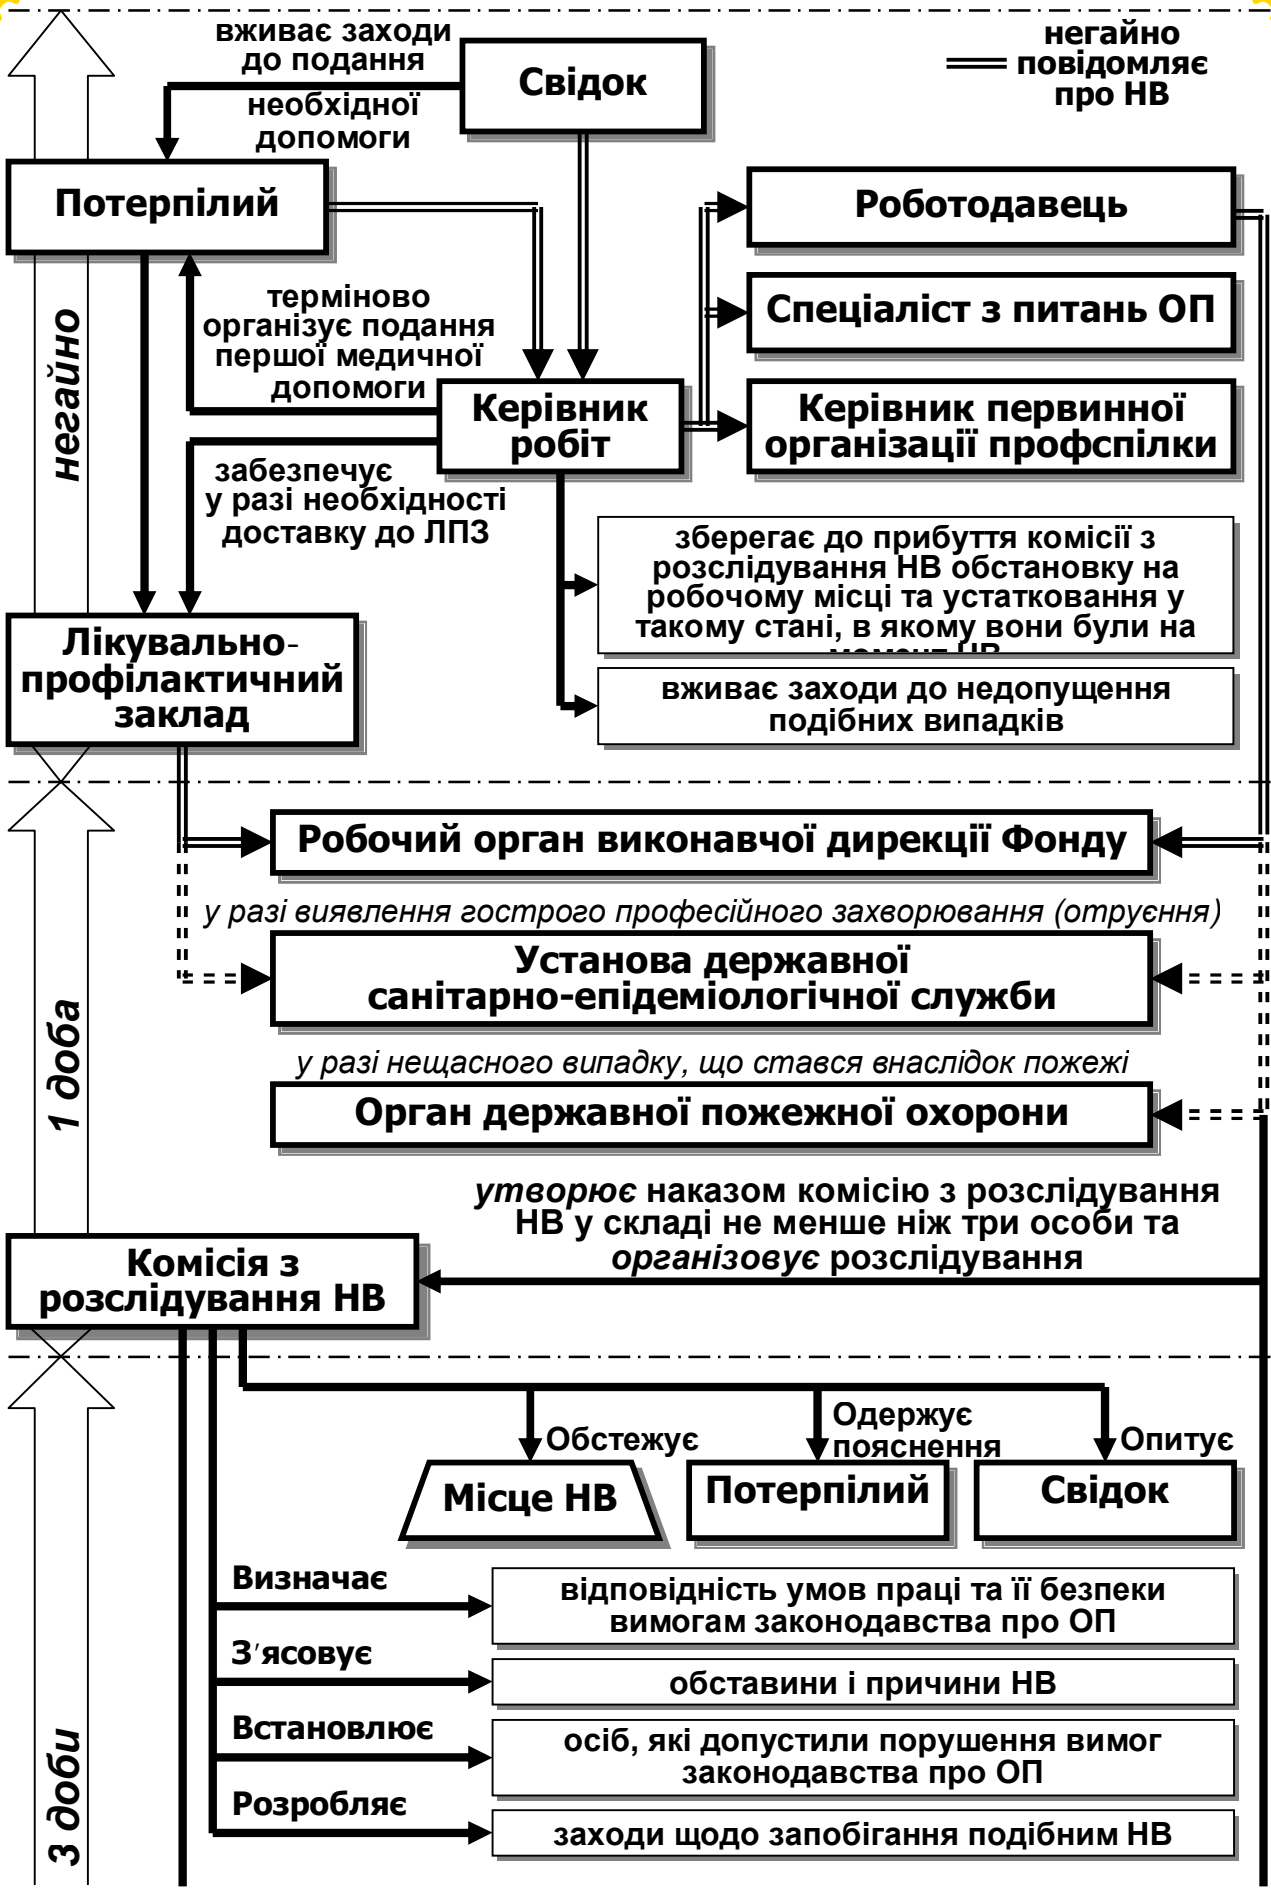 вживає заходи
до подання
необхідної
допомоги
Свідок
негайно
повідомляє
про НВ
Потерпілий
Роботодавець
Спеціаліст з питань ОП
Керівник первинної
організації профспілки
терміново
організує подання
першої медичної
допомоги
Керівник
робіт
негайно
забезпечує
у разі необхідності
доставку до ЛПЗ
зберегає до прибуття комісії з
розслідування НВ обстановку на
робочому місці та устатковання у
такому стані, в якому вони були на
момент НВ
вживає заходи до недопущення
подібних випадків
Лікувально-
профілактичний
заклад
Робочий орган виконавчої дирекції Фонду
у разі виявлення гострого професійного захворювання (отруєння)
Установа державної
санітарно-епідеміологічної служби
1 доба
у разі нещасного випадку, що стався внаслідок пожежі
Орган державної пожежної охорони
утворює наказом комісію з розслідування
НВ у складі не менше ніж три особи та
організовує розслідування
Комісія з
розслідування НВ
Обстежує
Одержує
пояснення
Опитує
Місце НВ
Потерпілий
Свідок
3 доби
Визначає
відповідність умов праці та її безпеки
вимогам законодавства про ОП
З′ясовує
обставини і причини НВ
Встановлює
осіб, які допустили порушення вимог
законодавства про ОП
Розробляє
заходи щодо запобігання подібним НВ